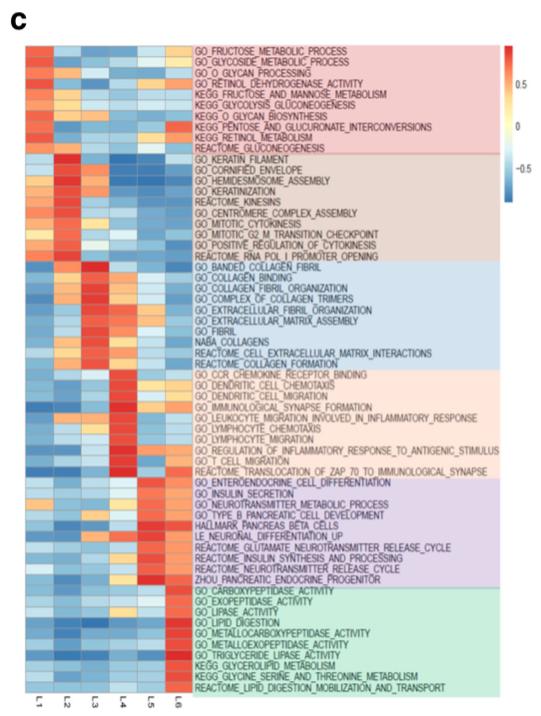 c
GO_FRUCTOSE_METABOLIC_PROCESS
GO_GLYCOSIDE_METABOLIC_PROCESS
GO_O_GLYCAN_PROCESSING
GO_RETINOL_DEHYDROGENASE_ACTIVITY
KEGG_FRUCTOSE_AND_MANNOSE_METABOLISM
KEGG_GLYCOLYSIS_GLUCONEOGENESIS
KEGG_O_GLYCAN_BIOSYNTHESIS
KEGG_PENTOSE_AND_GLUCURONATE_INTERCONVERSIONS
KEGG_RETINOL_METABOLISM
REACTOME_GLUCONEOGENESIS
GO_KERATIN_FILAMENT
GO_CORNIFIED_ENVELOPE
GO_HEMIDESMOSOME_ASSEMBLY
GO_KERATINIZATION
REACTOME_KINESINS
GO_CENTROMERE_COMPLEX_ASSEMBLY
GO_MITOTIC_CYTOKINESIS
GO_MITOTIC_G2_M_TRANSITION_CHECKPOINT
GO_POSITIVE_REGULATION_OF_CYTOKINESIS
REACTOME_RNA_POL_I_PROMOTER_OPENING
GO_BANDED_COLLAGEN_FIBRIL
GO_COLLAGEN_BINDING
GO_COLLAGEN_FIBRIL_ORGANIZATION
GO_COMPLEX_OF_COLLAGEN_TRIMERS
GO_EXTRACELLULAR_FIBRIL_ORGANIZATION
GO_EXTRACELLULAR_MATRIX_ASSEMBLY
GO_FIBRIL
NABA_COLLAGENS
REACTOME_CELL_EXTRACELLULAR_MATRIX_INTERACTIONS
REACTOME_COLLAGEN_FORMATION
GO_CCR_CHEMOKINE_RECEPTOR_BINDING
GO_DENDRITIC_CELL_CHEMOTAXIS
GO_DENDRITIC_CELL_MIGRATION
GO_IMMUNOLOGICAL_SYNAPSE_FORMATION
GO_LEUKOCYTE_MIGRATION_INVOLVED_IN_INFLAMMATORY_RESPONSE
GO_LYMPHOCYTE_CHEMOTAXIS
GO_LYMPHOCYTE_MIGRATION
GO_REGULATION_OF_INFLAMMATORY_RESPONSE_TO_ANTIGENIC_STIMULUS
GO_T_CELL_MIGRATION
REACTOME_TRANSLOCATION_OF_ZAP_70_TO_IMMUNOLOGICAL_SYNAPSE
GO_ENTEROENDOCRINE_CELL_DIFFERENTIATION
GO_INSULIN_SECRETION
GO_NEUROTRANSMITTER_METABOLIC_PROCESS
GO_TYPE_B_PANCREATIC_CELL_DEVELOPMENT
HALLMARK_PANCREAS_BETA_CELLS
LE_NEURONAL_DIFFERENTIATION_UP
REACTOME_GLUTAMATE_NEUROTRANSMITTER_RELEASE_CYCLE
REACTOME_INSULIN_SYNTHESIS_AND_PROCESSING
REACTOME_NEUROTRANSMITTER_RELEASE_CYCLE
ZHOU_PANCREATIC_ENDOCRINE_PROGENITOR
GO_CARBOXYPEPTIDASE_ACTIVITY
GO_EXOPEPTIDASE_ACTIVITY
GO_LIPASE_ACTIVITY
GO_LIPID_DIGESTION
GO_METALLOCARBOXYPEPTIDASE_ACTIVITY
GO_METALLOEXOPEPTIDASE_ACTIVITY
GO_TRIGLYCERIDE_LIPASE_ACTIVITY
KEGG_GLYCEROLIPID_METABOLISM
KEGG_GLYCINE_SERINE_AND_THREONINE_METABOLISM
REACTOME_LIPID_DIGESTION_MOBILIZATION_AND_TRANSPORT
L1 L2 L3 L4 L5 L6
0.5
0
−0.5